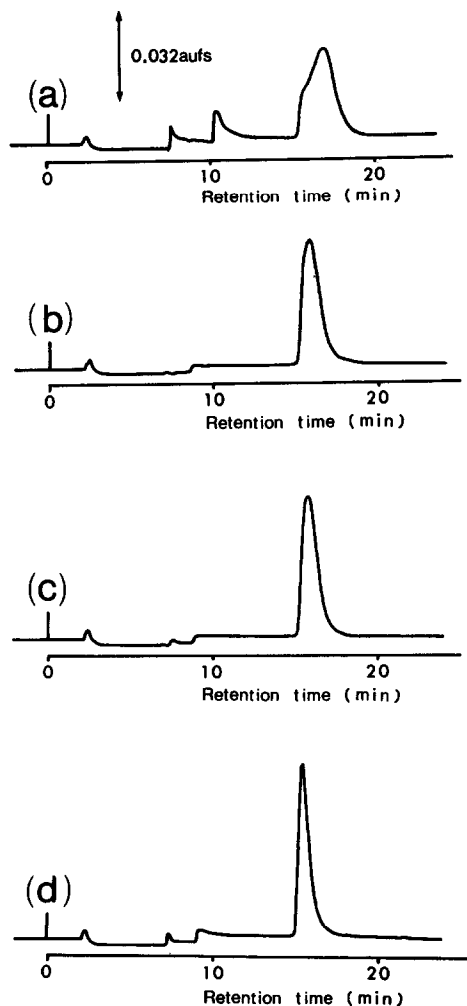 0.032aufs
(a)
0 10 20
Retention time (min)
(b)
0 10 20
Retention time (min)
(c)
0 10 20
Retention time (min)
(d)
0 10 20
Retention time (min)